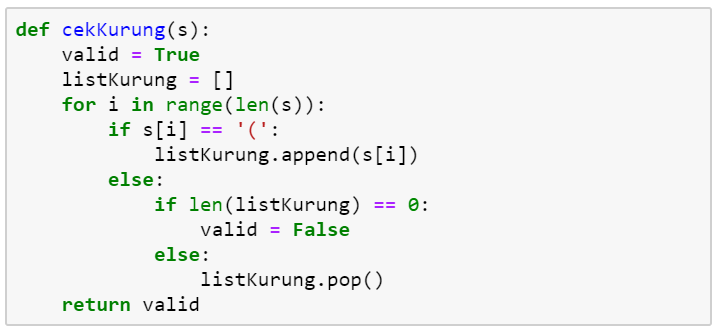 def cekKurung(s):
    valid = True
    listKurung = []
    for i in range(len(s)):
        if s[i] == '(':
            listKurung.append(s[i])
        else:
            if len(listKurung) == 0:
                valid = False
            else:
                listKurung.pop()
    return valid